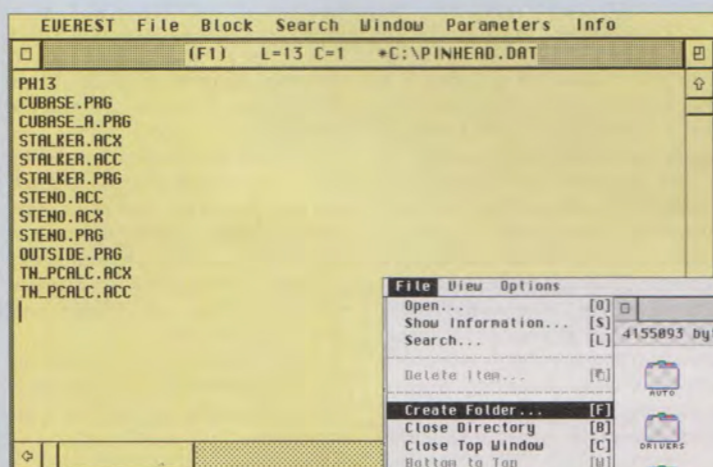 EVEREST File Block Search Window Parameters Info
(F1) L=13 C=1 *C:\PINHEAD.DAT
PH13
CUBASE.PRG
CUBASE_A.PRG
STALKER.ACX
STALKER.ACC
STALKER.PRG
STENO.ACC
STENO.ACX
STENO.PRG
OUTSIDE.PRG
TN_PCALC.ACX
TN_PCALC.ACC
File View Options
Open... [O]
Show Information... [S]
Search... [L]
Delete Item...
Create Folder... [F]
Close Directory [B]
Close Top Window [C]
Bottom to Top [W]
4155093 by
AUTO
DRIVERS